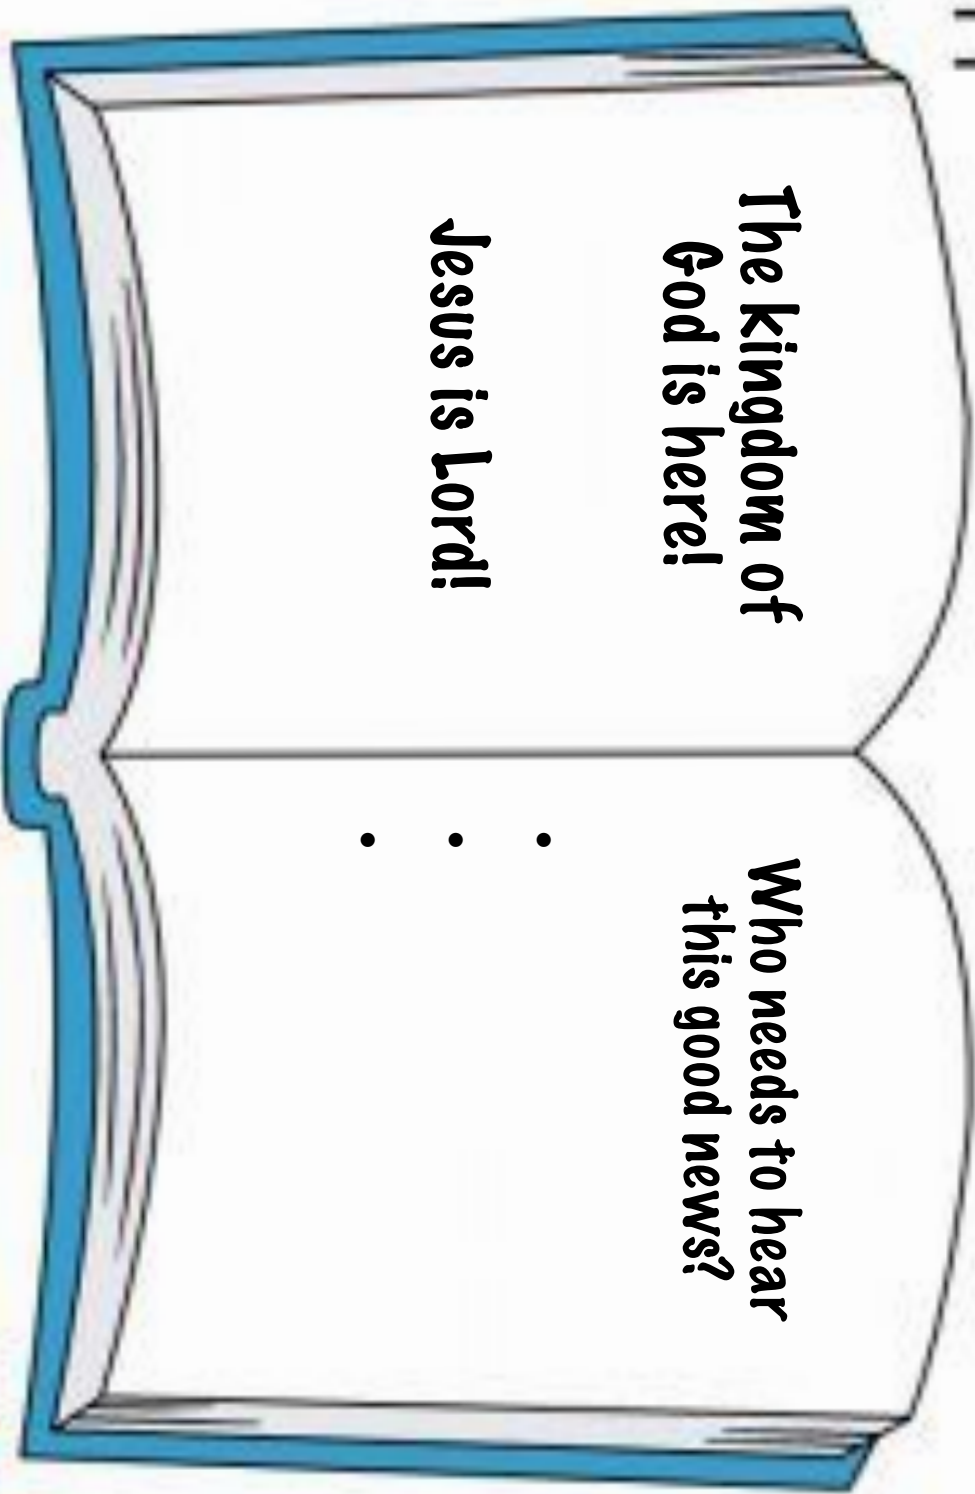 The kingdom of
God is here!
Jesus is Lord!
Who needs to hear
this good news?
•
•
•